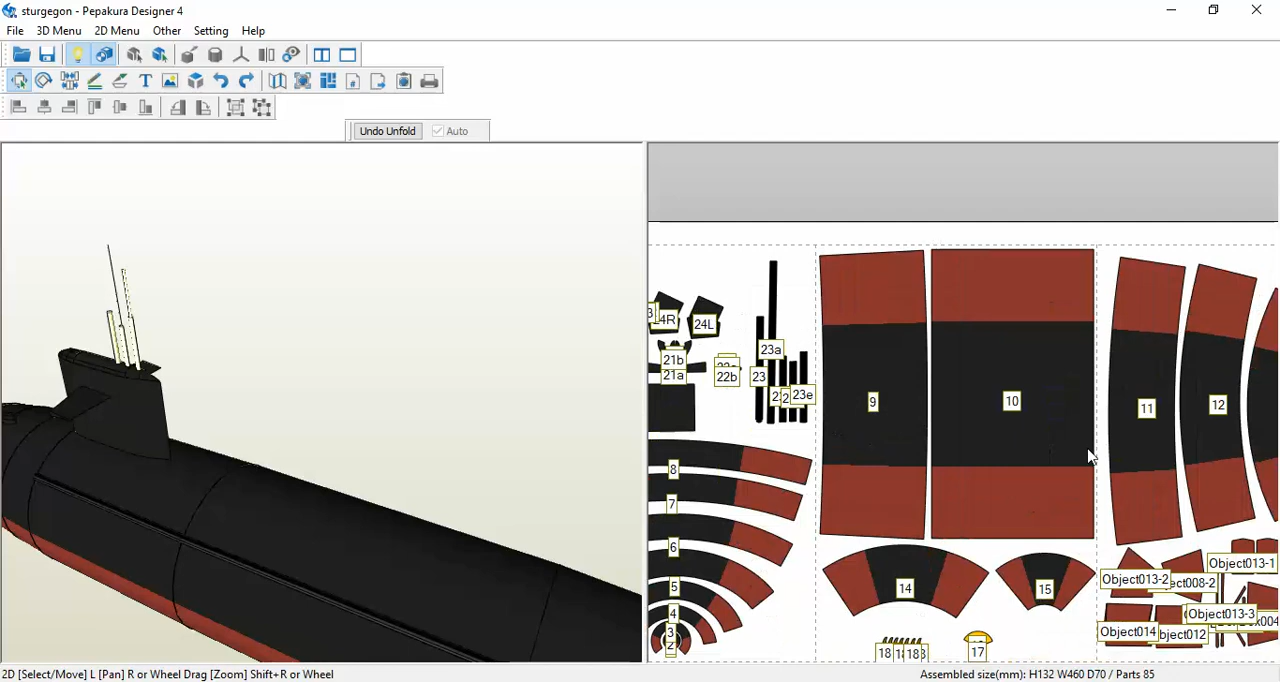 sturgegon - Pepakura Designer 4
File 3D Menu 2D Menu Other Setting Help
Undo Unfold Auto
24R 24L
21b
21a
22b
23a
23
23e
8
7
6
5
4
3
2
9
10
11
12
14
15
18
17
Object013-1
Object013-2
Object013-3
Object014
2D [Select/Move] L [Pan] R or Wheel Drag [Zoom] Shift+R or Wheel
Assembled size(mm): H132 W460 D70 / Parts 85